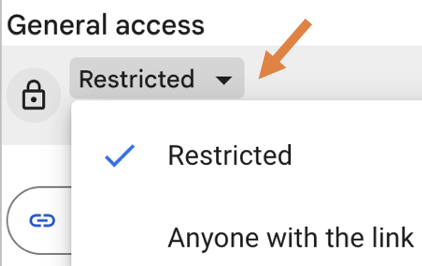 General access
Restricted
Restricted
Anyone with the link